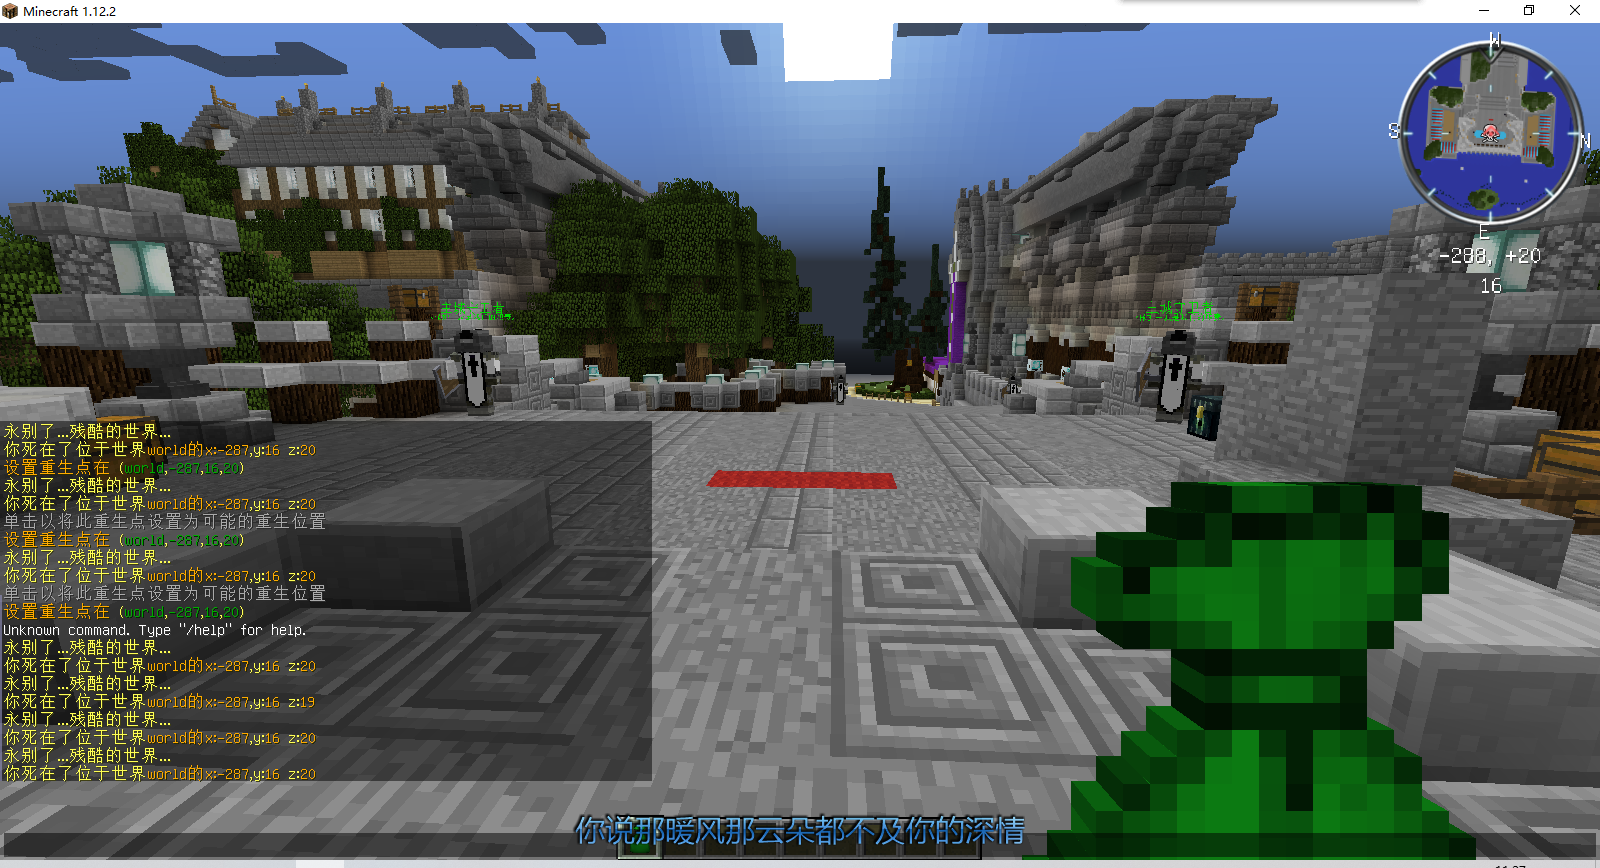 Minecraft 1.12.2
W
S
N
E
-288, +20
16
永别了...残酷的世界...
你死在了位于世界world的x:-287,y:16 z:20
设置重生点在 (world,-287,16,20)
永别了...残酷的世界...
你死在了位于世界world的x:-287,y:16 z:20
单击以将此重生点设置为可能的重生位置
设置重生点在 (world,-287,16,20)
永别了...残酷的世界...
你死在了位于世界world的x:-287,y:16 z:20
单击以将此重生点设置为可能的重生位置
设置重生点在 (world,-287,16,20)
Unknown command. Type "/help" for help.
永别了...残酷的世界...
你死在了位于世界world的x:-287,y:16 z:20
永别了...残酷的世界...
你死在了位于世界world的x:-287,y:16 z:19
永别了...残酷的世界...
你死在了位于世界world的x:-287,y:16 z:20
永别了...残酷的世界...
你死在了位于世界world的x:-287,y:16 z:20
你说那暖风那云朵都不及你的深情